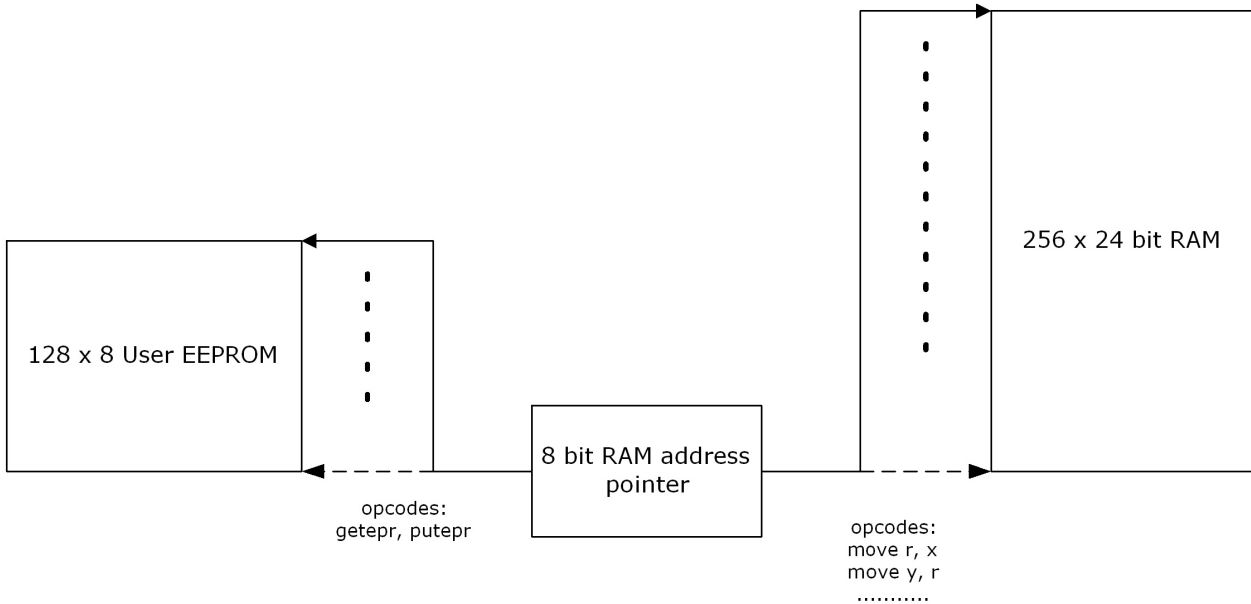 256 x 24 bit RAM
128 x 8 User EEPROM
8 bit RAM address
pointer
opcodes:
getepr, putepr
opcodes:
move r, x
move y, r
...........